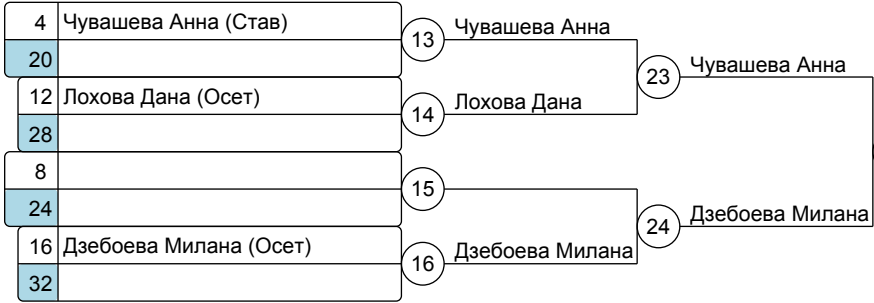 4 Чувашева Анна (Став)
20
13 Чувашева Анна
12 Лохова Дана (Осет)
28
14 Лохова Дана
23 Чувашева Анна
8
24
15
16 Дзебоева Милана (Осет)
32
16 Дзебоева Милана
24 Дзебоева Милана